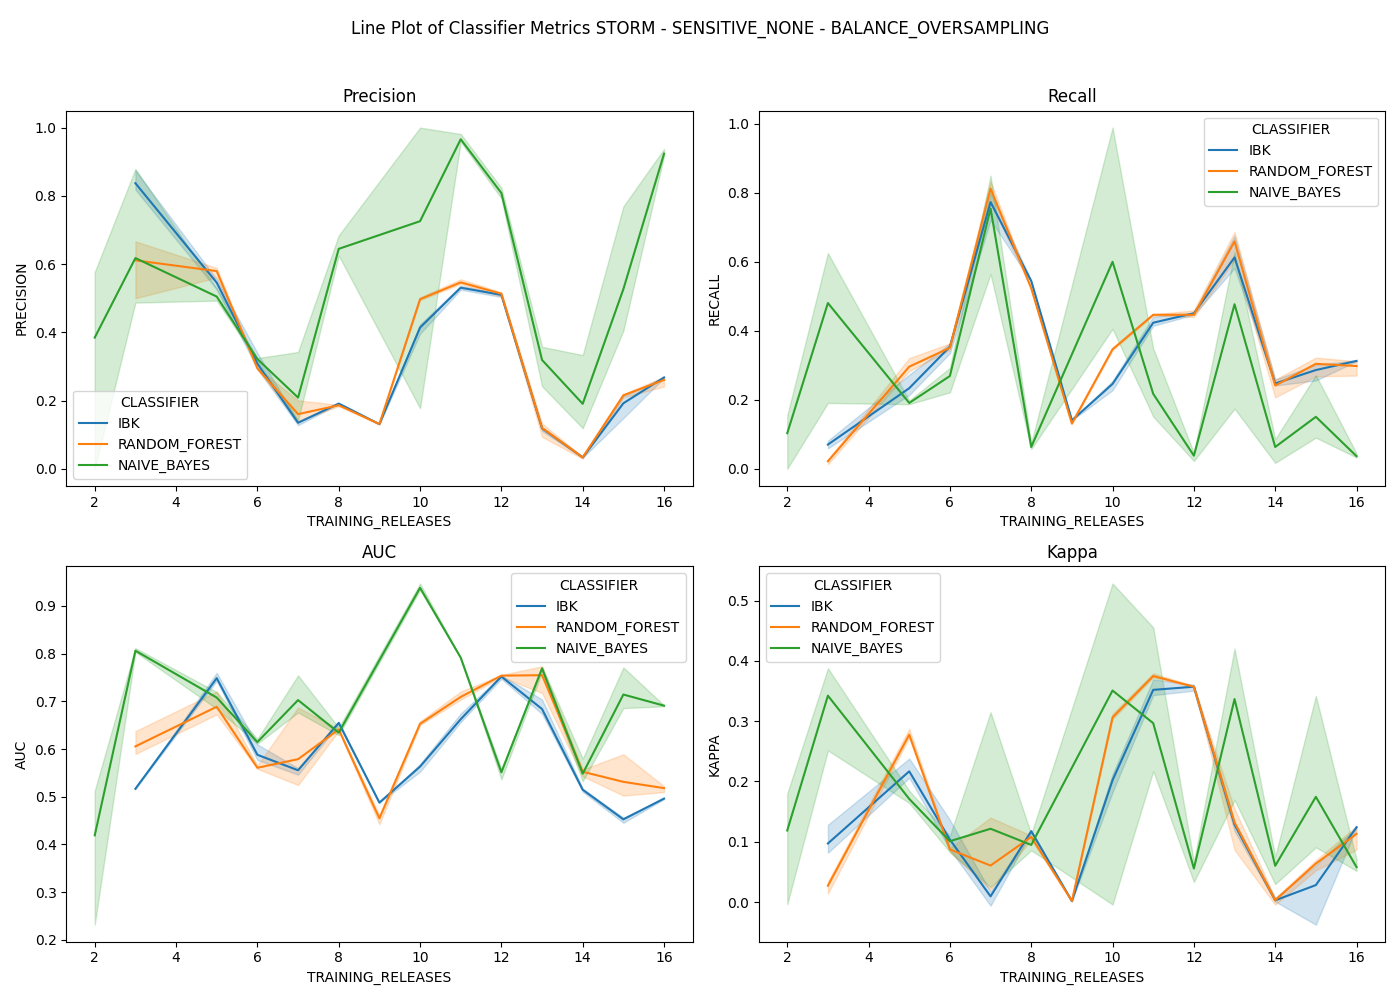 Line Plot of Classifier Metrics STORM - SENSITIVE_NONE - BALANCE_OVERSAMPLING
Precision
1.0
0.8
0.6
0.4
0.2
0.0
PRECISION
CLASSIFIER
IBK
RANDOM_FOREST
NAIVE_BAYES
2 4 6 8 10 12 14 16
TRAINING_RELEASES
Recall
1.0
0.8
0.6
0.4
0.2
0.0
RECALL
CLASSIFIER
IBK
RANDOM_FOREST
NAIVE_BAYES
2 4 6 8 10 12 14 16
TRAINING_RELEASES
AUC
0.9
0.8
0.7
0.6
0.5
0.4
0.3
0.2
AUC
CLASSIFIER
IBK
RANDOM_FOREST
NAIVE_BAYES
2 4 6 8 10 12 14 16
TRAINING_RELEASES
Kappa
0.5
0.4
0.3
0.2
0.1
0.0
KAPPA
CLASSIFIER
IBK
RANDOM_FOREST
NAIVE_BAYES
2 4 6 8 10 12 14 16
TRAINING_RELEASES